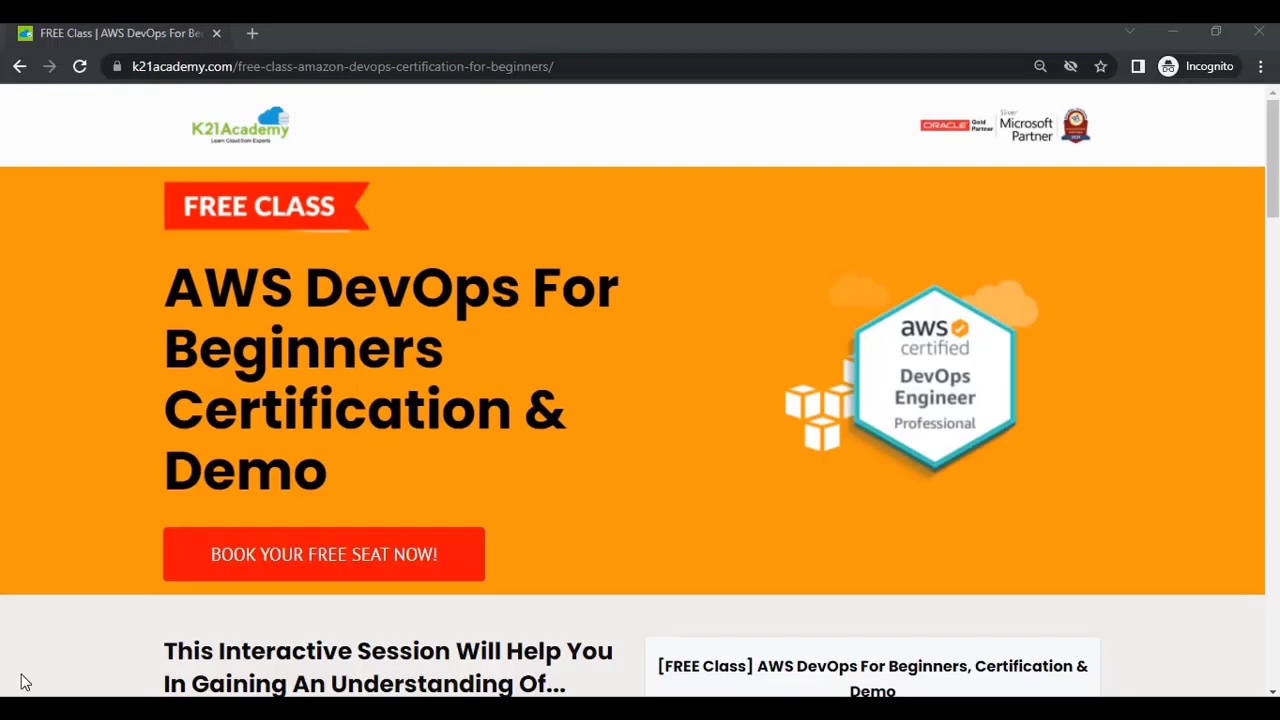 FREE Class | AWS DevOps For Be
k21academy.com/free-class-amazon-devops-certification-for-beginners/
Incognito
K21Academy
Learn Cloud from Experts
ORACLE Gold Partner
Silver
Microsoft
Partner
FREE CLASS
AWS DevOps For
Beginners
Certification &
Demo
aws
certified
DevOps
Engineer
Professional
BOOK YOUR FREE SEAT NOW!
This Interactive Session Will Help You
In Gaining An Understanding Of...
[FREE Class] AWS DevOps For Beginners, Certification &
Demo